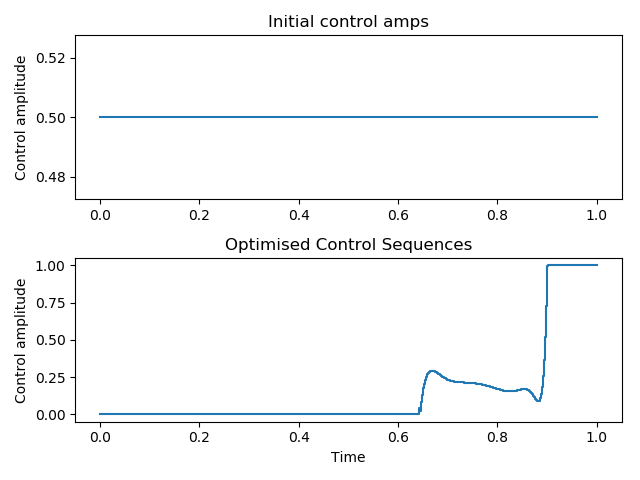 Initial control amps
Control amplitude
0.52
0.50
0.48
0.0 0.2 0.4 0.6 0.8 1.0
Optimised Control Sequences
Control amplitude
1.00
0.75
0.50
0.25
0.00
0.0 0.2 0.4 0.6 0.8 1.0
Time